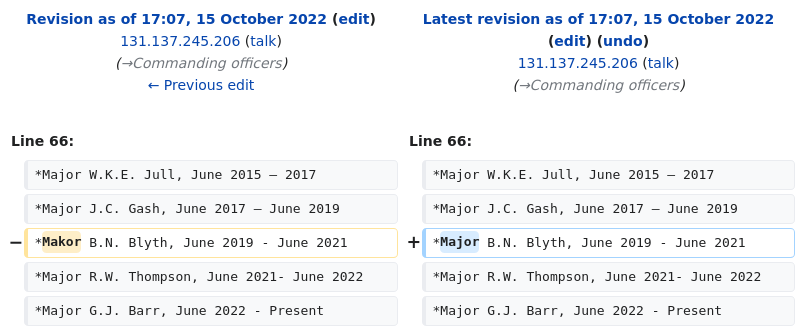 Revision as of 17:07, 15 October 2022 (edit)
131.137.245.206 (talk)
(→Commanding officers)
← Previous edit
Latest revision as of 17:07, 15 October 2022
(edit) (undo)
131.137.245.206 (talk)
(→Commanding officers)
Line 66:
*Major W.K.E. Jull, June 2015 – 2017
*Major J.C. Gash, June 2017 – June 2019
− *Makor B.N. Blyth, June 2019 - June 2021
*Major R.W. Thompson, June 2021- June 2022
*Major G.J. Barr, June 2022 - Present
Line 66:
*Major W.K.E. Jull, June 2015 – 2017
*Major J.C. Gash, June 2017 – June 2019
+ *Major B.N. Blyth, June 2019 - June 2021
*Major R.W. Thompson, June 2021- June 2022
*Major G.J. Barr, June 2022 - Present